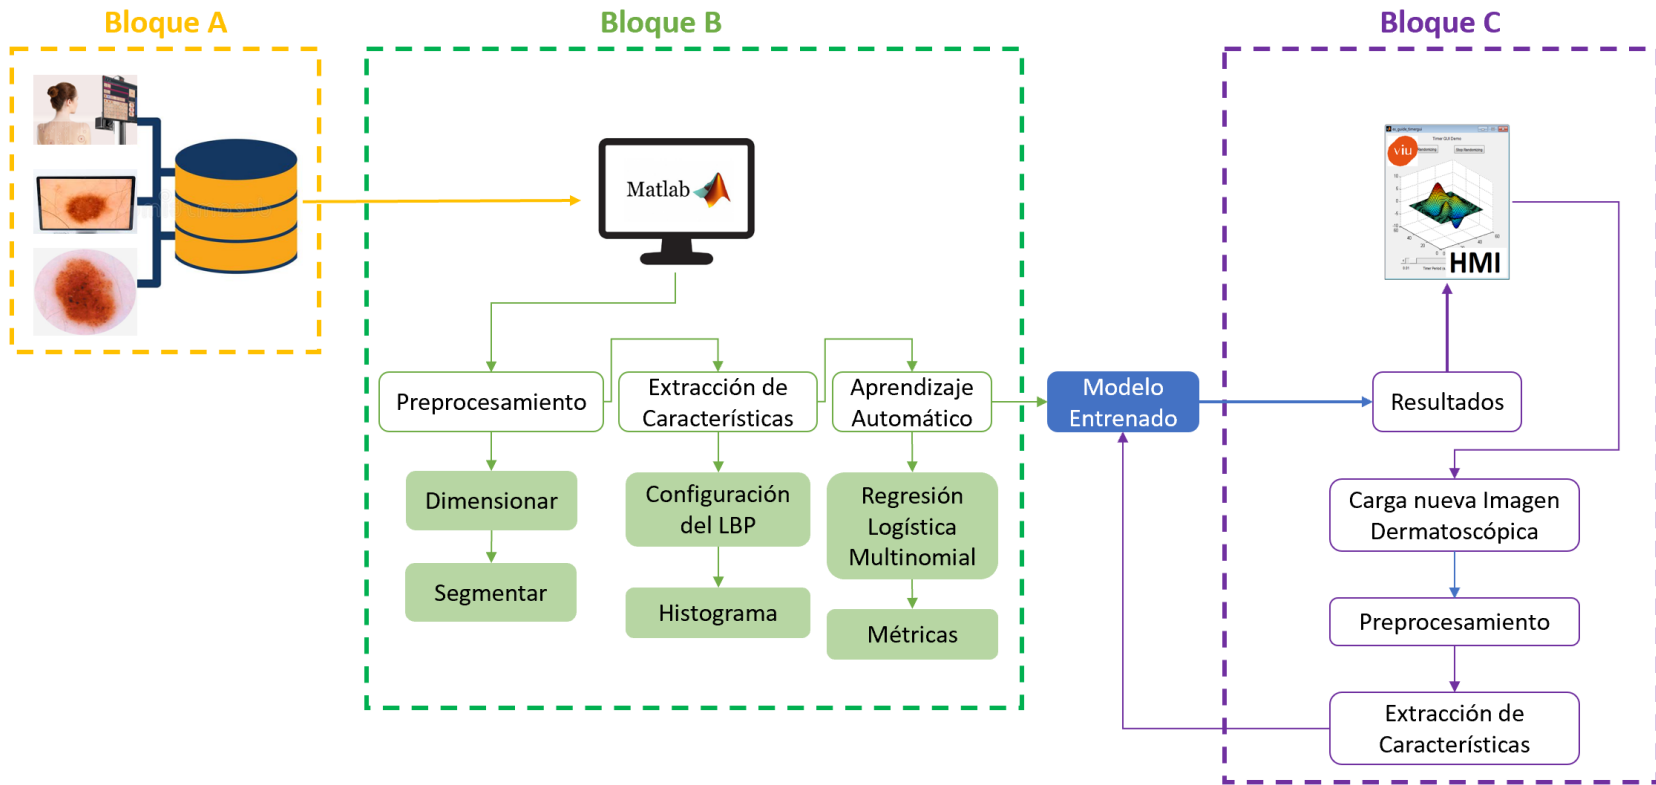 Bloque A
Bloque B
Bloque C
Matlab
viu
HMI
Preprocesamiento
Extracción de
Características
Aprendizaje
Automático
Modelo
Entrenado
Resultados
Dimensionar
Segmentar
Configuración
del LBP
Histograma
Regresión
Logística
Multinomial
Métricas
Carga nueva Imagen
Dermatoscópica
Preprocesamiento
Extracción de
Características